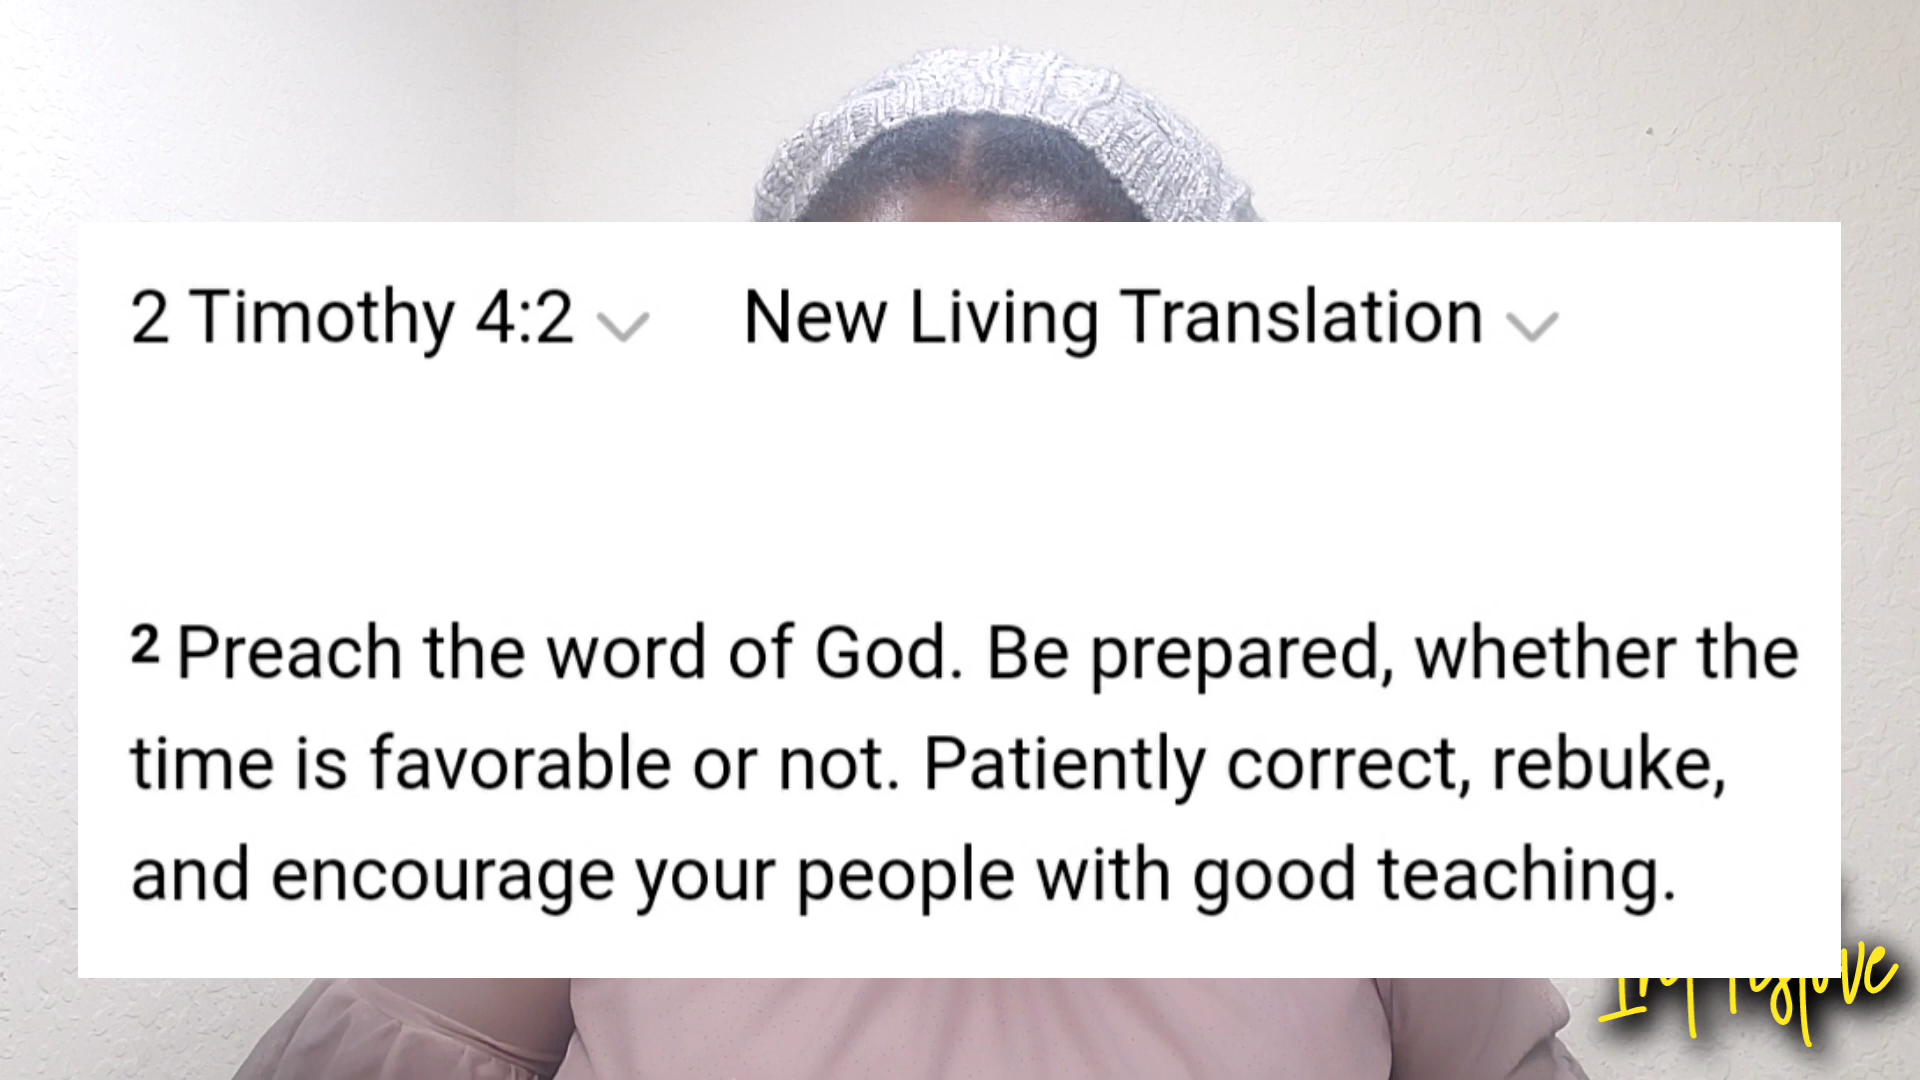 2 Timothy 4:2 New Living Translation
2 Preach the word of God. Be prepared, whether the
time is favorable or not. Patiently correct, rebuke,
and encourage your people with good teaching.